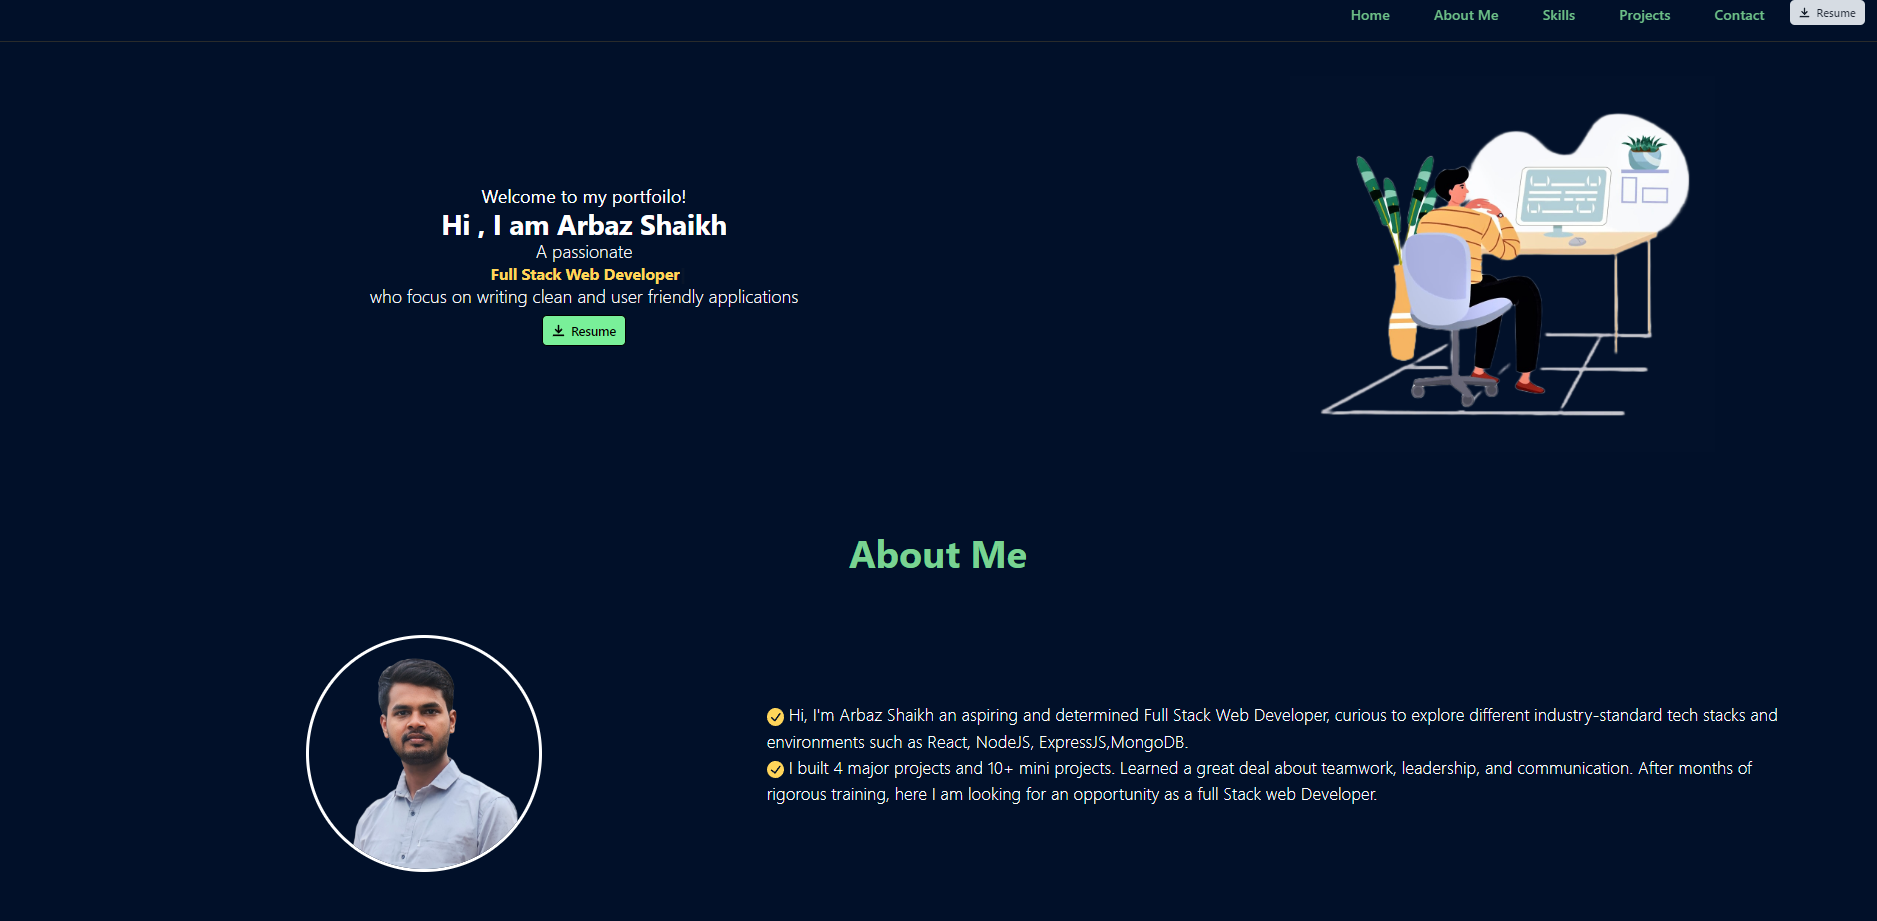 Home About Me Skills Projects Contact Resume
Welcome to my portfoilo!
Hi , I am Arbaz Shaikh
A passionate
Full Stack Web Developer
who focus on writing clean and user friendly applications
Resume
About Me
Hi, I'm Arbaz Shaikh an aspiring and determined Full Stack Web Developer, curious to explore different industry-standard tech stacks and
environments such as React, NodeJS, ExpressJS,MongoDB.
I built 4 major projects and 10+ mini projects. Learned a great deal about teamwork, leadership, and communication. After months of
rigorous training, here I am looking for an opportunity as a full Stack web Developer.